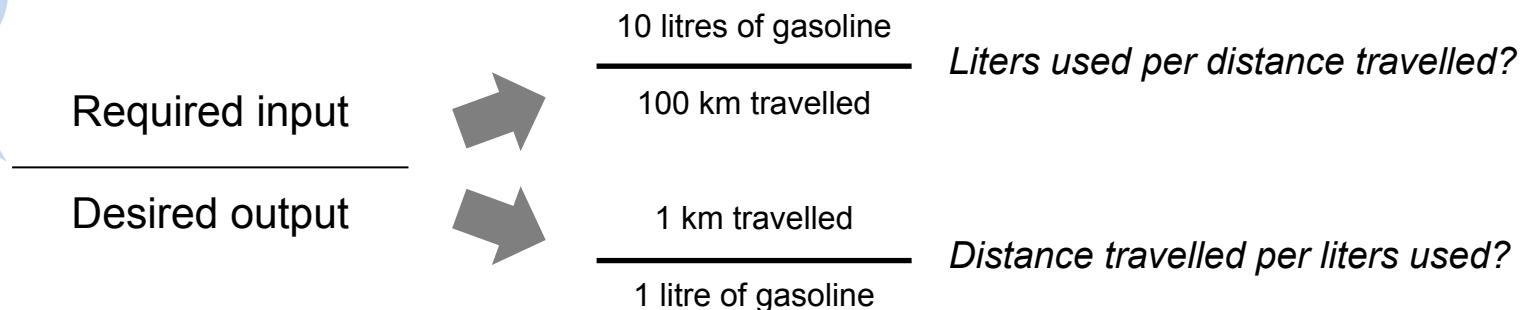 Required input
Desired output
10 litres of gasoline
100 km travelled
Liters used per distance travelled?
1 km travelled
1 litre of gasoline
Distance travelled per liters used?